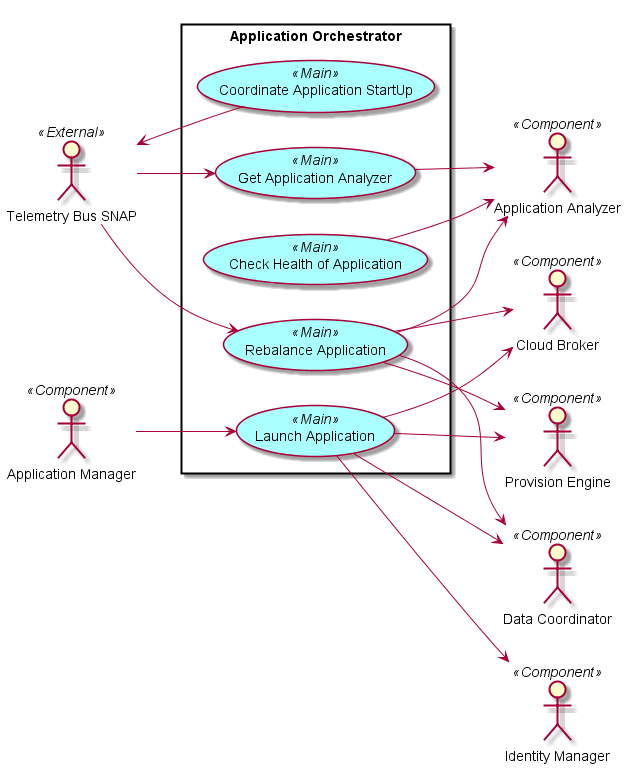 Application Orchestrator
«Main»
Coordinate Application StartUp
«External»
Telemetry Bus SNAP
«Main»
Get Application Analyzer
«Component»
Application Analyzer
«Main»
Check Health of Application
«Component»
Cloud Broker
«Main»
Rebalance Application
«Component»
Application Manager
«Main»
Launch Application
«Component»
Provision Engine
«Component»
Data Coordinator
«Component»
Identity Manager